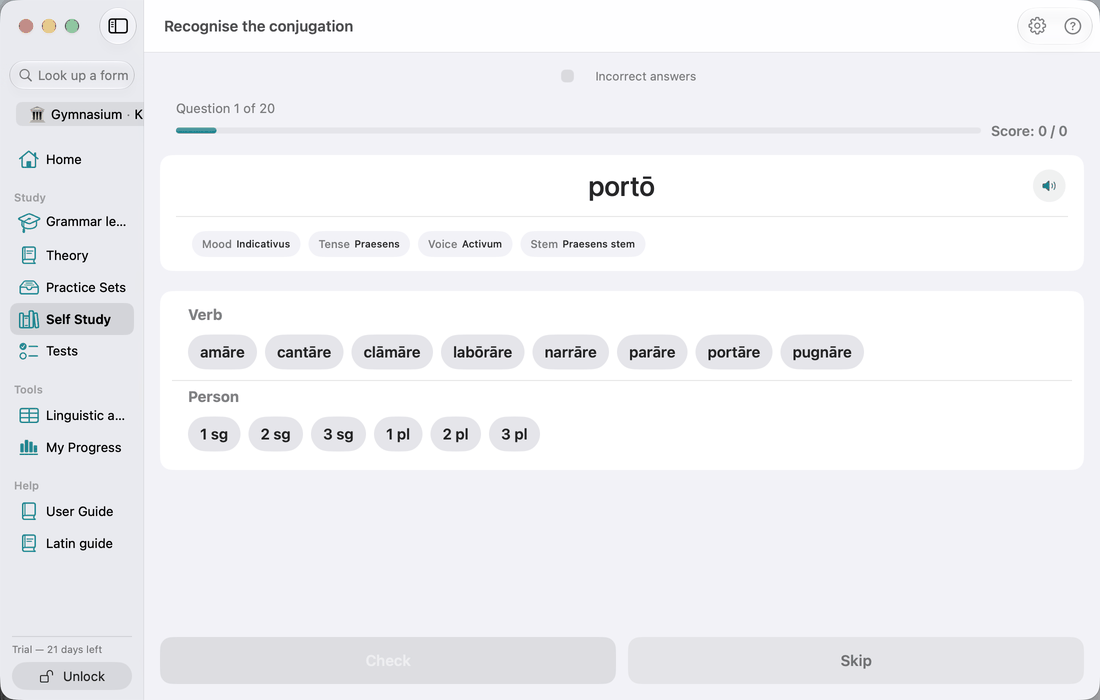 Recognise the conjugation
Look up a form
Gymnasium · K
Home
Study
Grammar le...
Theory
Practice Sets
Self Study
Tests
Tools
Linguistic a...
My Progress
Help
User Guide
Latin guide
Trial — 21 days left
Unlock
Incorrect answers
Question 1 of 20
Score: 0 / 0
portō
Mood Indicativus Tense Praesens Voice Activum Stem Praesens stem
Verb
amāre cantāre clāmāre labōrāre narrāre parāre portāre pugnāre
Person
1 sg 2 sg 3 sg 1 pl 2 pl 3 pl
Check Skip